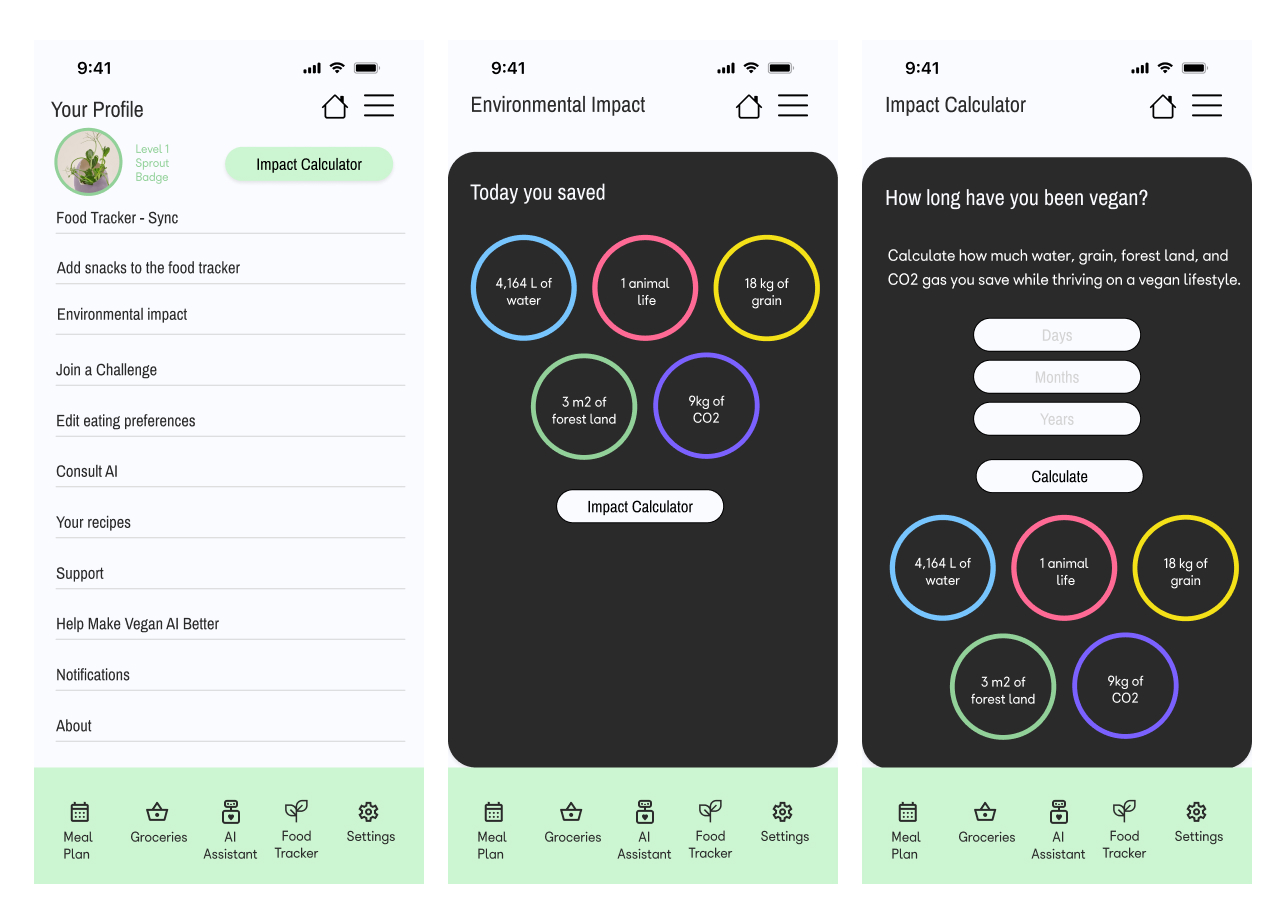 9:41
Your Profile
Level 1
Sprout
Badge
Impact Calculator
Food Tracker - Sync
Add snacks to the food tracker
Environmental impact
Join a Challenge
Edit eating preferences
Consult AI
Your recipes
Support
Help Make Vegan AI Better
Notifications
About
Meal
Plan
Groceries
AI
Assistant
Food
Tracker
Settings
9:41
Environmental Impact
Today you saved
4,164 L of
water
1 animal
life
18 kg of
grain
3 m2 of
forest land
9kg of
CO2
Impact Calculator
Meal
Plan
Groceries
AI
Assistant
Food
Tracker
Settings
9:41
Impact Calculator
How long have you been vegan?
Calculate how much water, grain, forest land, and
CO2 gas you save while thriving on a vegan lifestyle.
Days
Months
Years
Calculate
4,164 L of
water
1 animal
life
18 kg of
grain
3 m2 of
forest land
9kg of
CO2
Meal
Plan
Groceries
AI
Assistant
Food
Tracker
Settings